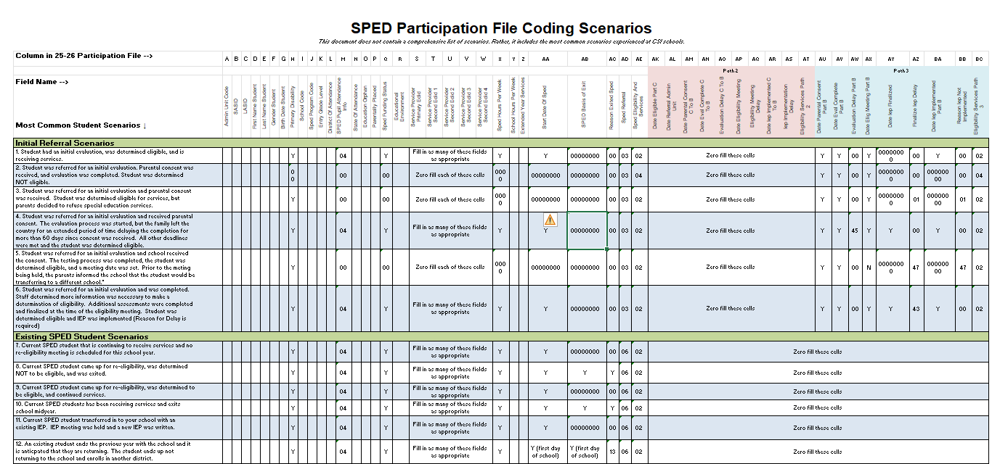 SPED Participation File Coding Scenarios
This document does not contain a comprehensive list of scenarios. Rather, it includes the most common scenarios experienced at CSI schools.
Column in 25-26 Participation File --> A B C D E F G H I J K L M N O P Q R S T U V W X Y Z AA AB AC AD AE AK AL AM AN AO AP AQ AR AS AT AU AV AW AX AY AZ BA BB BC
Path 2 Path 3
Field Name -->
Admin Unit Code
SASID
LASID
First Name Student
Last Name Student
Gender Student
Birth Date Student
Primary Disability
School Code
Sped Program Code
Entry Grade Level
District Of Attendance
SPED Pupil Attendance Info
State Of Attendance
Education Orphan
Parentally Placed
Sped Funding Status
Educational Environment
Service Provider Primary Edid
Service Provider Second Edid 1
Service Provider Second Edid 2
Service Provider Second Edid 3
Service Provider Second Edid 4
Sped Hours Per Week
School Hours Per Week
Extended Year Services
Start Date Of Sped
SPED Basis of Exit
Reason Exited Sped
Sped Referral
Sped Eligibility And Services
Date Eligible Part C
Date Referral Admin Unit
Date Parental Consent C To B
Date Eval Complete C To B
Evaluation Delay C To B
Date Eligibility Meeting
Eligibility Meeting Delay
Date Iep Implemented C To B
Iep Implementation Delay
Eligibility Services Path 2
Date Parental Consent Part B
Date Eval Complete Part B
Evaluation Delay Part B
Date Elig Meeting Part B
Date Iep Finalized
Finalize Iep Delay
Date Iep Implemented Part B
Reason Iep Not Implemented
Eligibility Services Path 3
Most Common Student Scenarios ↓
Initial Referral Scenarios
1. Student had an initial evaluation, was determined eligible, and is
receiving services.
Y 04 Y Fill in as many of these fields as appropriate Y Y 00000000 00 03 02 Zero fill these cells Y Y 00 Y 00000000 00 Y 00 02
2. Student was referred for an initial evaluation. Parental consent was
received, and evaluation was completed. Student was determined
NOT eligible.
00 00 00 Zero fill each of these cells 0000 00000000 00000000 00 03 04 Zero fill these cells Y Y 00 Y 00000000 00 00000000 00 04
3. Student was referred for an initial evaluation and parental consent
was received. Student was determined eligible for services, but
parents decided to refuse special education services.
Y 00 00 Zero fill each of these cells 0000 00000000 00000000 00 03 02 Zero fill these cells Y Y 00 Y 00000000 01 00000000 01 02
4. Student was referred for an initial evaluation and received parental
consent. The evaluation process was started, but the family left the
country for an extended period of time delaying the completion for
more than 60 days since consent was received. All other deadlines
were met and the student was determined eligible.
Y 04 Y Fill in as many of these fields as appropriate Y Y 00000000 00 03 02 Zero fill these cells Y Y 45 Y Y 00 Y 00 02
5. Student was referred for an initial evaluation and school received
the consent. The testing process was completed, the student was
determined eligible, and a meeting date was set. Prior to the meting
being held, the parents informed the school that the student would be
transferring to a different school.*
Y 00 00 Zero fill each of these cells 0000 00000000 00000000 00 03 02 Zero fill these cells Y Y 00 N 00000000 47 00000000 47 02
6. Student was referred for an initial evaluation and was completed.
Staff determined more information was necessary to make a
determination of eligibility. Additional assessments were completed
and finalized at the time of the eligibility meeting. Student was
determined eligible and IEP was implemented (Reason for Delay is
required)
Y 04 Y Fill in as many of these fields as appropriate Y Y 00000000 00 03 02 Zero fill these cells Y Y 00 Y Y 43 Y 00 02
Existing SPED Student Scenarios
7. Current SPED student that is continuing to receive services and no
re-eligibility meeting is scheduled for this school year.
Y 04 Y Fill in as many of these fields as appropriate Y Y 00000000 00 06 02 Zero fill these cells
8. Current SPED student came up for re-eligibility, was determined
NOT to be eligible, and was exited.
Y 04 Y Fill in as many of these fields as appropriate Y Y Y Y 06 02 Zero fill these cells
9. Current SPED student came up for re-eligibility, was determined to
be eligible, and continued services.
Y 04 Y Fill in as many of these fields as appropriate Y Y 00000000 00 06 02 Zero fill these cells
10. Current SPED students has been receiving services and exits
school midyear.
Y 04 Y Fill in as many of these fields as appropriate Y Y Y Y 06 02 Zero fill these cells
11. Current SPED student transferred in to your school with an
existing IEP. IEP meeting was held and a new IEP was written.
Y 04 Y Fill in as many of these fields as appropriate Y Y 00000000 00 06 02 Zero fill these cells
12. An existing student ends the previous year with the school and it
is anticpated that they are returning. The student ends up not
returning to the school and enrolls in another district.
Y 04 Y Fill in as many of these fields as appropriate Y Y (first day of school) Y (first day of school) 13 06 02 Zero fill these cells